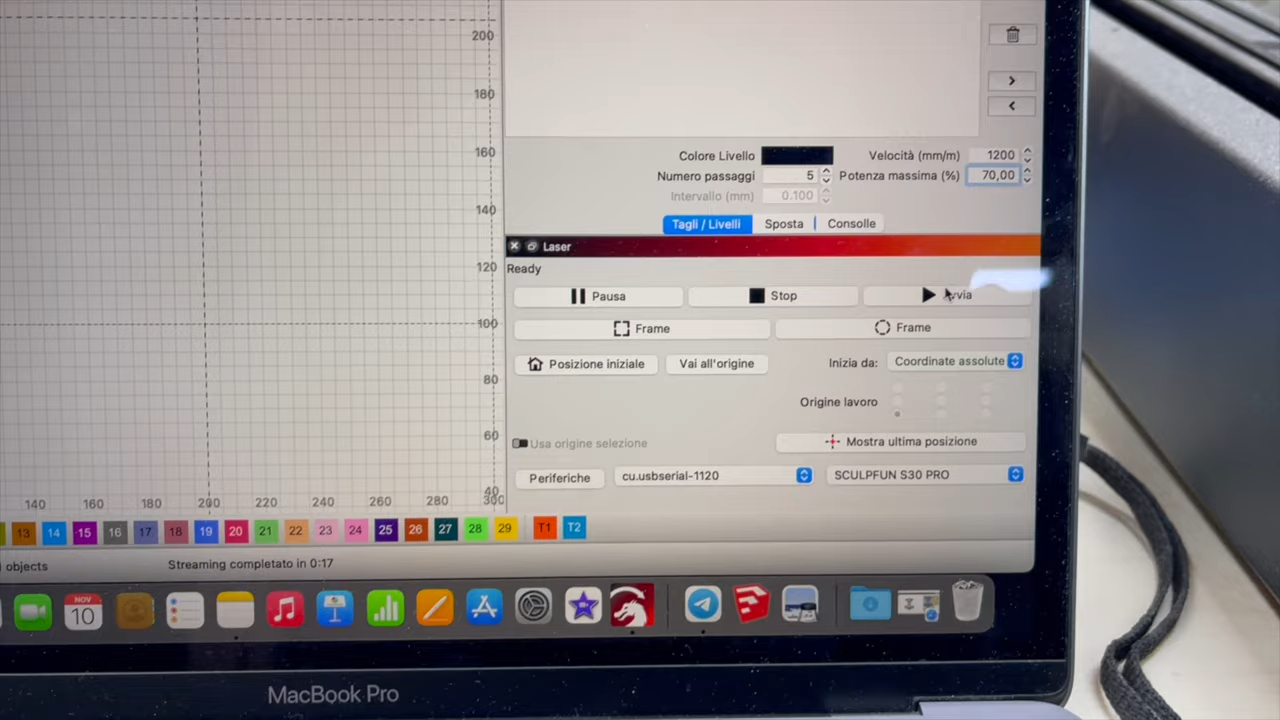 200
180
160
140
120
100
80
60
40
140 160 180 200 220 240 260 280 300
Colore Livello
Velocità (mm/m) 1200
Numero passaggi 5
Potenza massima (%) 70,00
Intervallo (mm) 0.100
Tagli / Livelli Sposta Consolle
Laser
Ready
Pausa Stop vvia
Frame Frame
Posizione iniziale Vai all'origine Inizia da: Coordinate assolute
Origine lavoro
Usa origine selezione Mostra ultima posizione
Periferiche cu.usbserial-1120 SCULPFUN S30 PRO
13 14 15 16 17 18 19 20 21 22 23 24 25 26 27 28 29 T1 T2
objects Streaming completato in 0:17
NOV
10
MacBook Pro